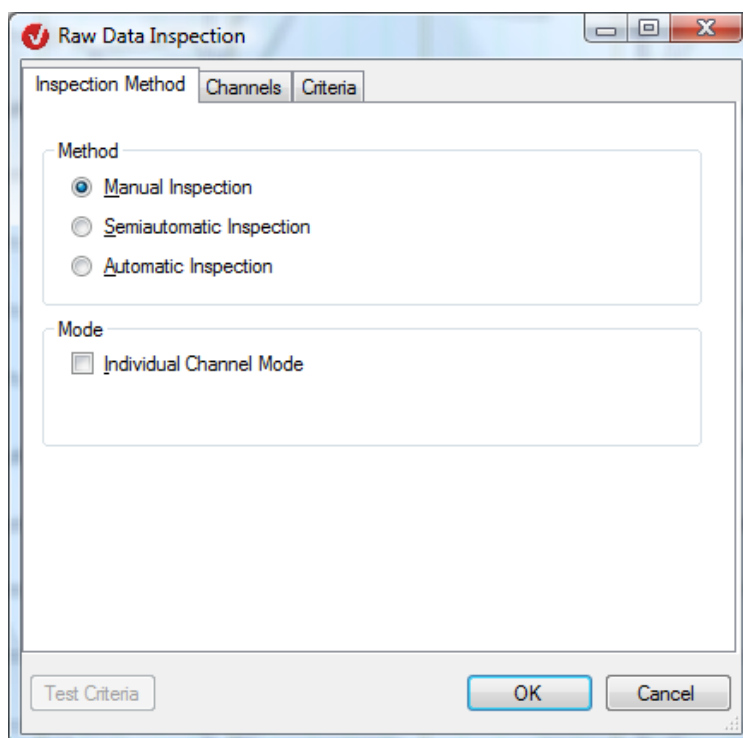 Raw Data Inspection
Inspection Method Channels Criteria
Method
Manual Inspection
Semiautomatic Inspection
Automatic Inspection
Mode
Individual Channel Mode
Test Criteria OK Cancel